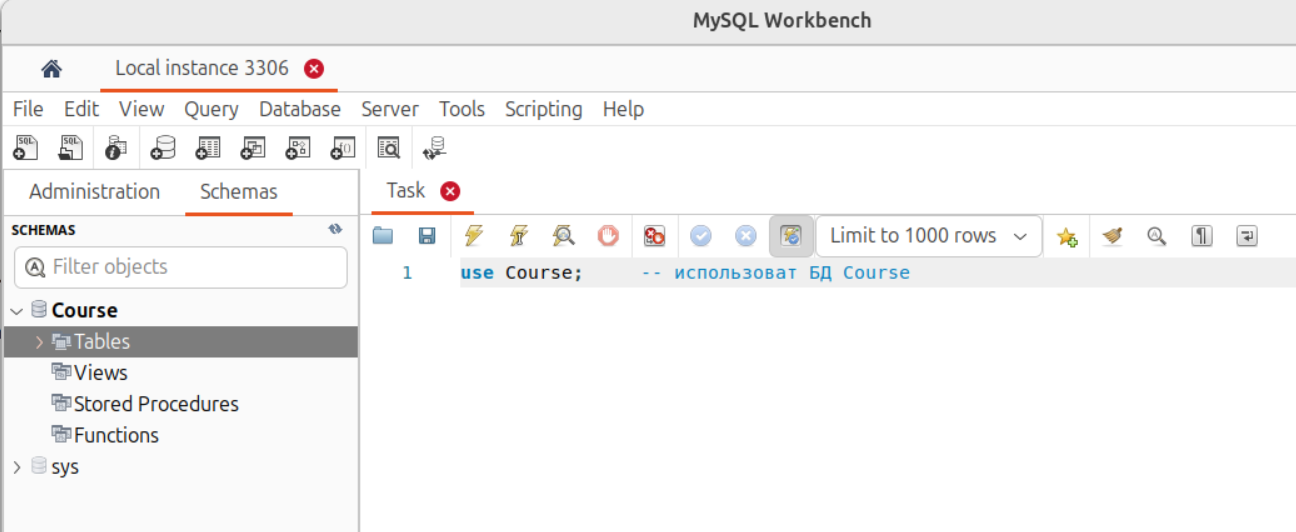 MySQL Workbench
Local instance 3306
File Edit View Query Database Server Tools Scripting Help
Administration Schemas
Task
SCHEMAS
Limit to 1000 rows
Filter objects
1 use Course; -- использоват БД Course
Course
Tables
Views
Stored Procedures
Functions
sys